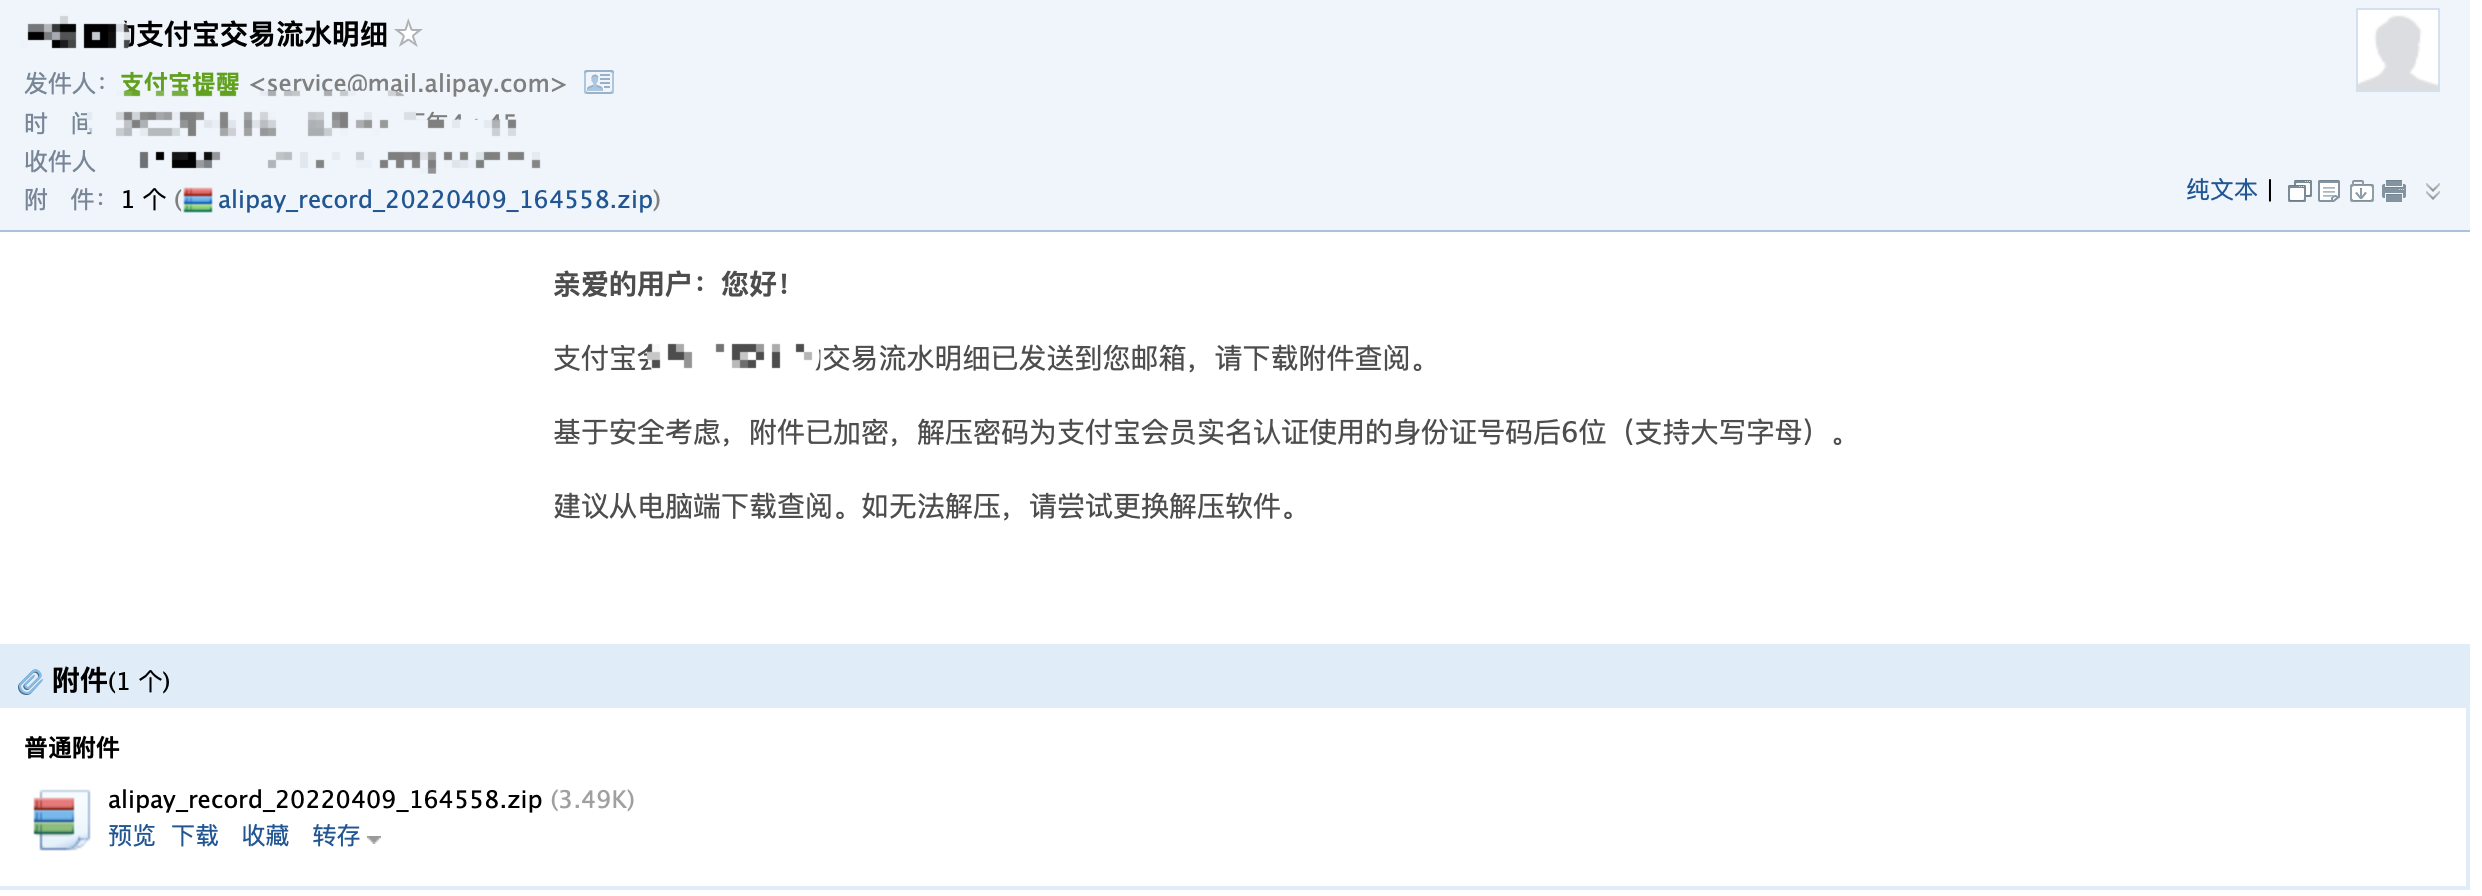 支付宝交易流水明细
发件人：支付宝提醒 <service@mail.alipay.com>
时 间
收件人
附 件：1 个 (alipay_record_20220409_164558.zip)
纯文本 |
亲爱的用户：您好！
支付宝 交易流水明细已发送到您邮箱，请下载附件查阅。
基于安全考虑，附件已加密，解压密码为支付宝会员实名认证使用的身份证号码后6位（支持大写字母）。
建议从电脑端下载查阅。如无法解压，请尝试更换解压软件。
附件(1 个)
普通附件
alipay_record_20220409_164558.zip (3.49K)
预览 下载 收藏 转存